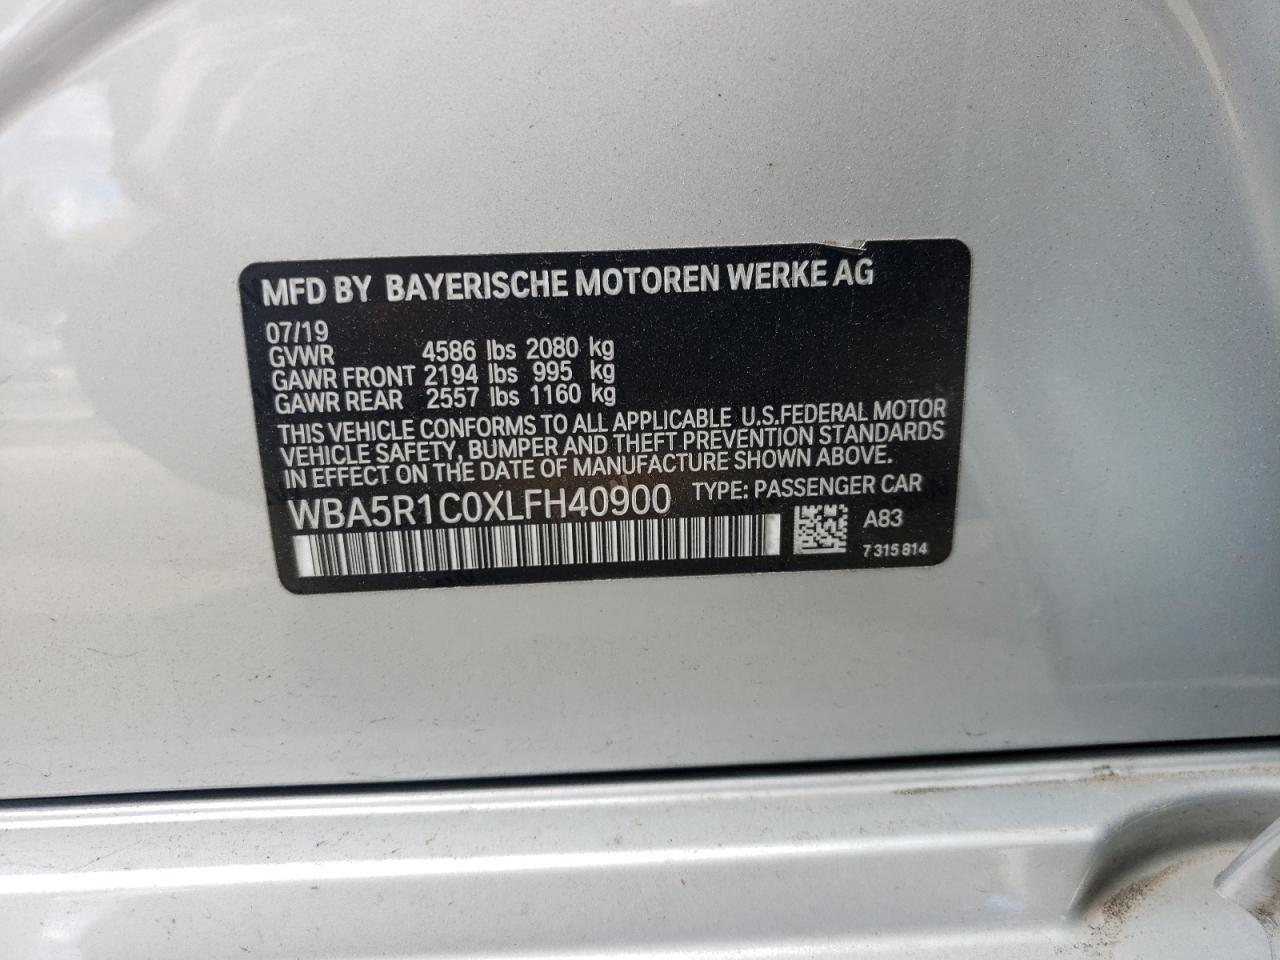 MFD BY BAYERISCHE MOTOREN WERKE AG
07/19
GVWR 4586 lbs 2080 kg
GAWR FRONT 2194 lbs 995 kg
GAWR REAR 2557 lbs 1160 kg
THIS VEHICLE CONFORMS TO ALL APPLICABLE U.S.FEDERAL MOTOR
VEHICLE SAFETY, BUMPER AND THEFT PREVENTION STANDARDS
IN EFFECT ON THE DATE OF MANUFACTURE SHOWN ABOVE.
WBA5R1C0XLFH40900 TYPE: PASSENGER CAR
A83
7 315 814